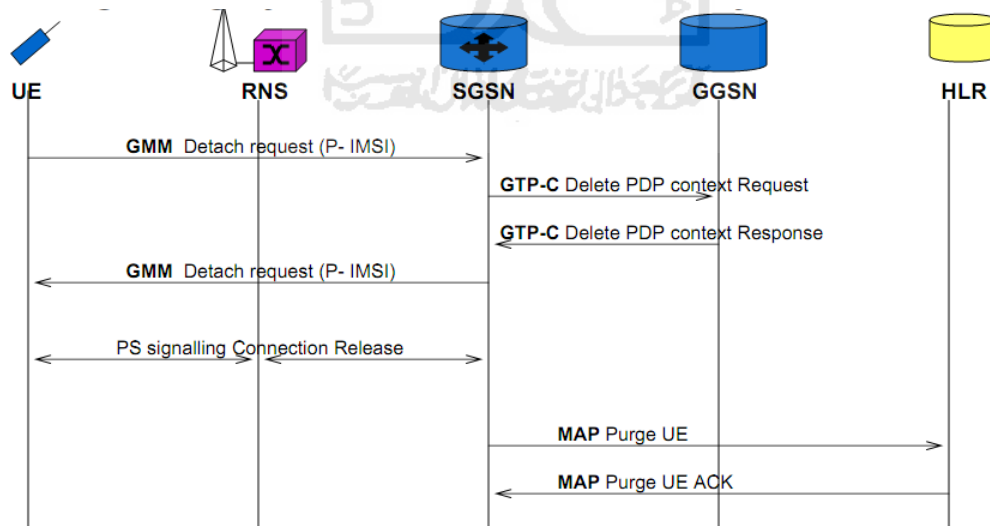 UE
RNS
SGSN
GGSN
HLR
GMM Detach request (P- IMSI)
GTP-C Delete PDP context Request
GTP-C Delete PDP context Response
GMM Detach request (P- IMSI)
PS signalling Connection Release
MAP Purge UE
MAP Purge UE ACK